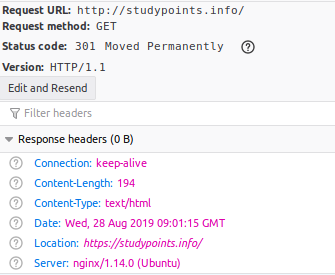 Request URL: http://studypoints.info/
Request method: GET
Status code: 301 Moved Permanently ?
Version: HTTP/1.1
Edit and Resend
Filter headers
Response headers (0 B)
? Connection: keep-alive
? Content-Length: 194
? Content-Type: text/html
? Date: Wed, 28 Aug 2019 09:01:15 GMT
? Location: https://studypoints.info/
? Server: nginx/1.14.0 (Ubuntu)